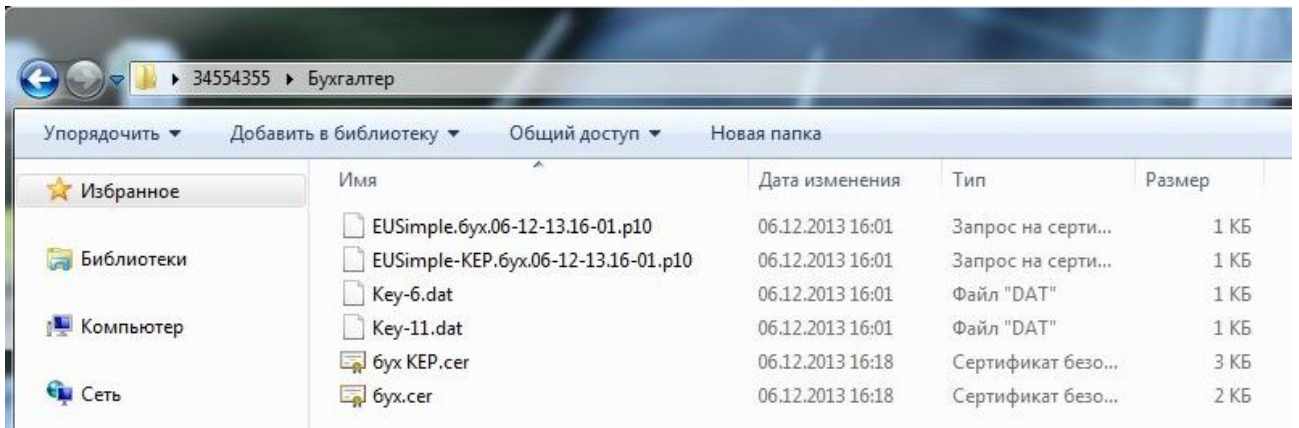 34554355 Бухгалтер
Упорядочить Добавить в библиотеку Общий доступ Новая папка
Избранное
Библиотеки
Компьютер
Сеть
Имя Дата изменения Тип Размер
EUSimple.бух.06-12-13.16-01.p10 06.12.2013 16:01 Запрос на серти... 1 КБ
EUSimple-KEP.бух.06-12-13.16-01.p10 06.12.2013 16:01 Запрос на серти... 1 КБ
Key-6.dat 06.12.2013 16:01 Файл "DAT" 1 КБ
Key-11.dat 06.12.2013 16:01 Файл "DAT" 1 КБ
бух KEP.cer 06.12.2013 16:18 Сертификат безо... 3 КБ
бух.cer 06.12.2013 16:18 Сертификат безо... 2 КБ